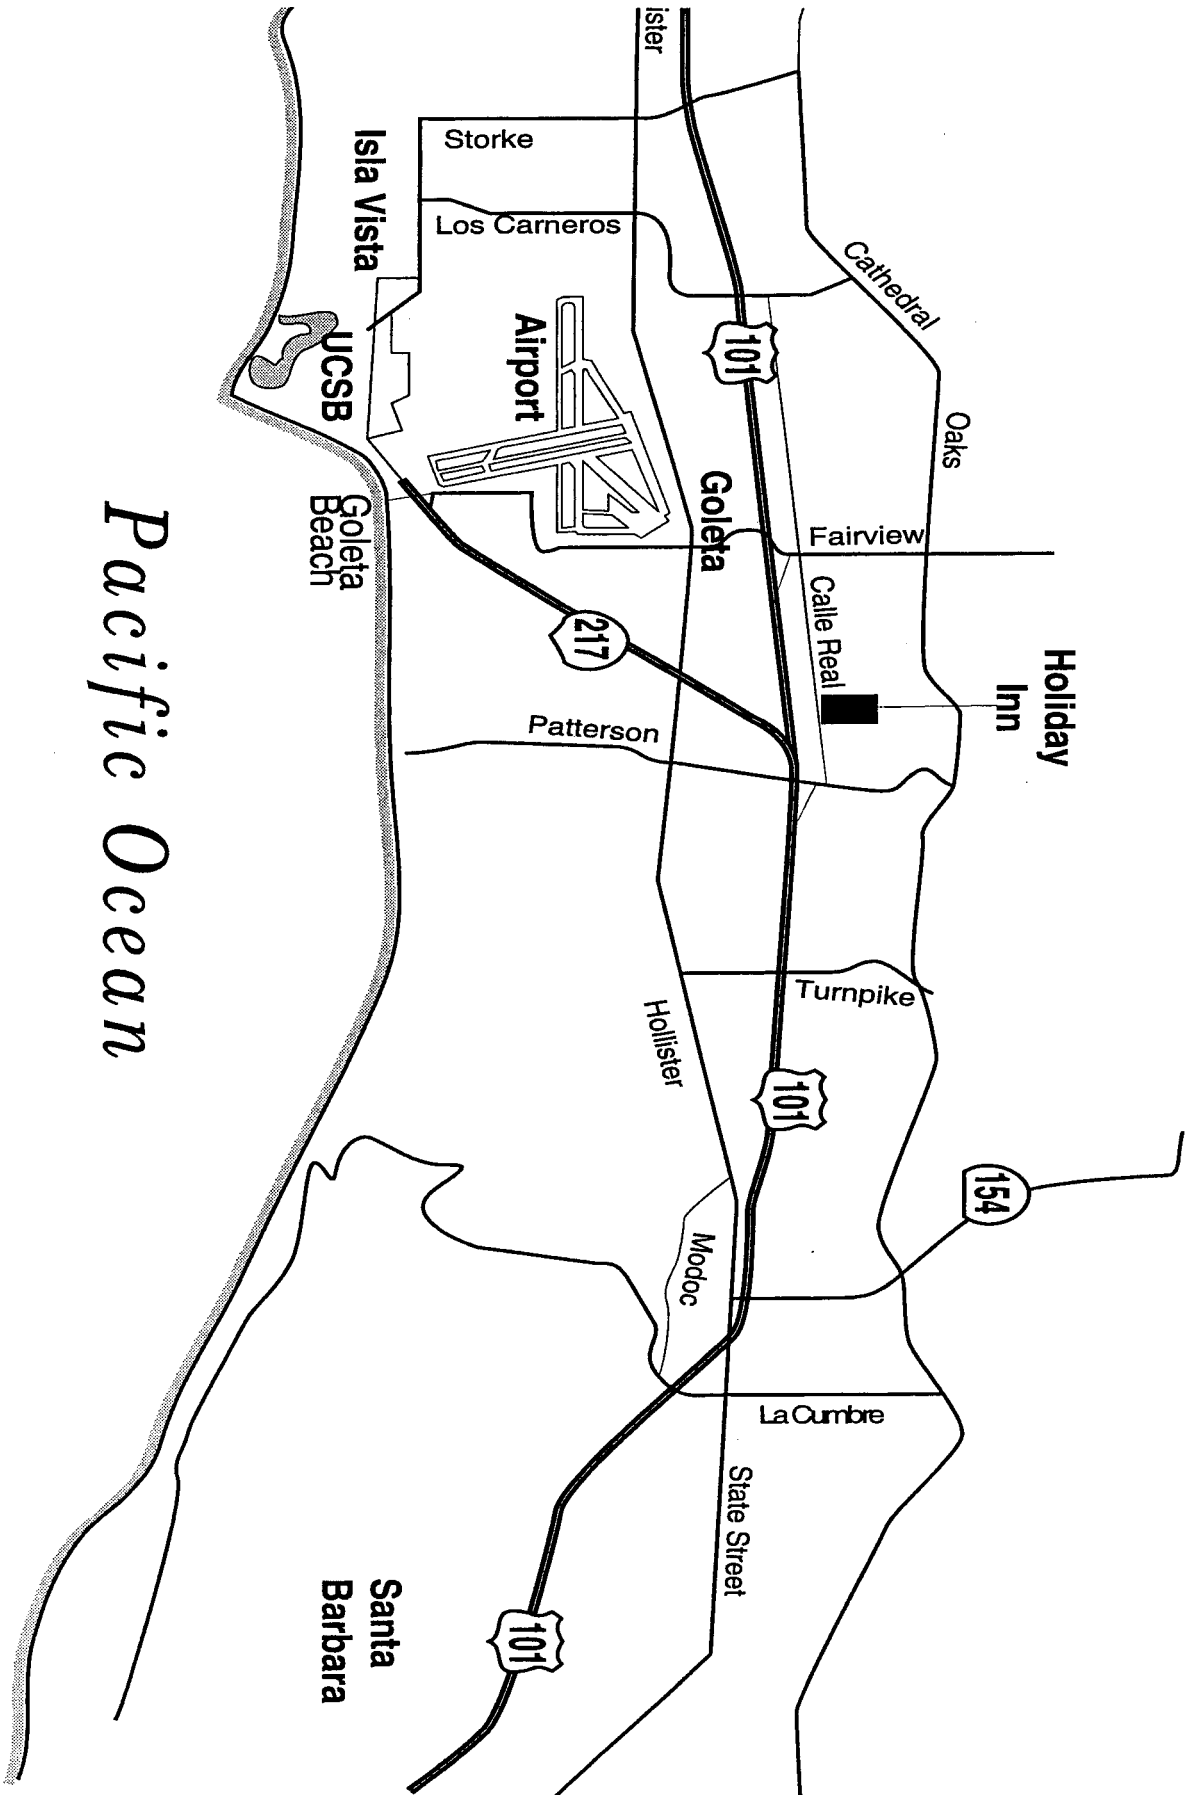 Holiday
Inn
Cathedral
Oaks
Fairview
Calle Real
Turnpike
154
La Cumbre
State Street
ister
101
101
101
Goleta
Hollister
Modoc
Storke
Los Carneros
Airport
217
Patterson
Isla Vista
UCSB
Goleta
Beach
Santa
Barbara
Pacific Ocean